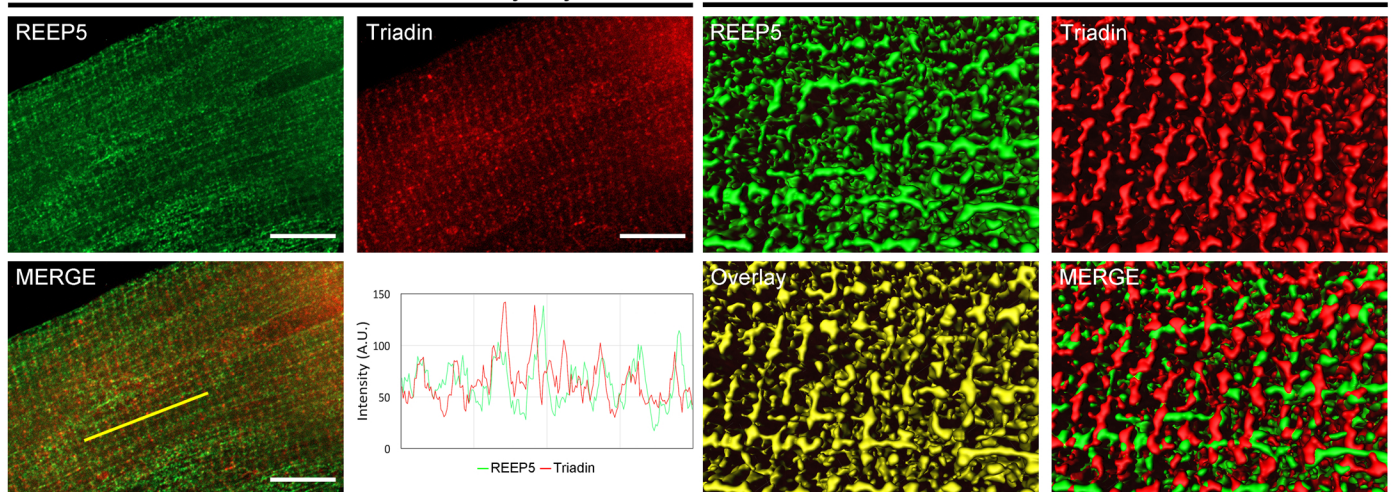 REEP5
Triadin
REEP5
Triadin
MERGE
150
100
50
0
Intensity (A.U.)
REEP5
Triadin
Overlay
MERGE